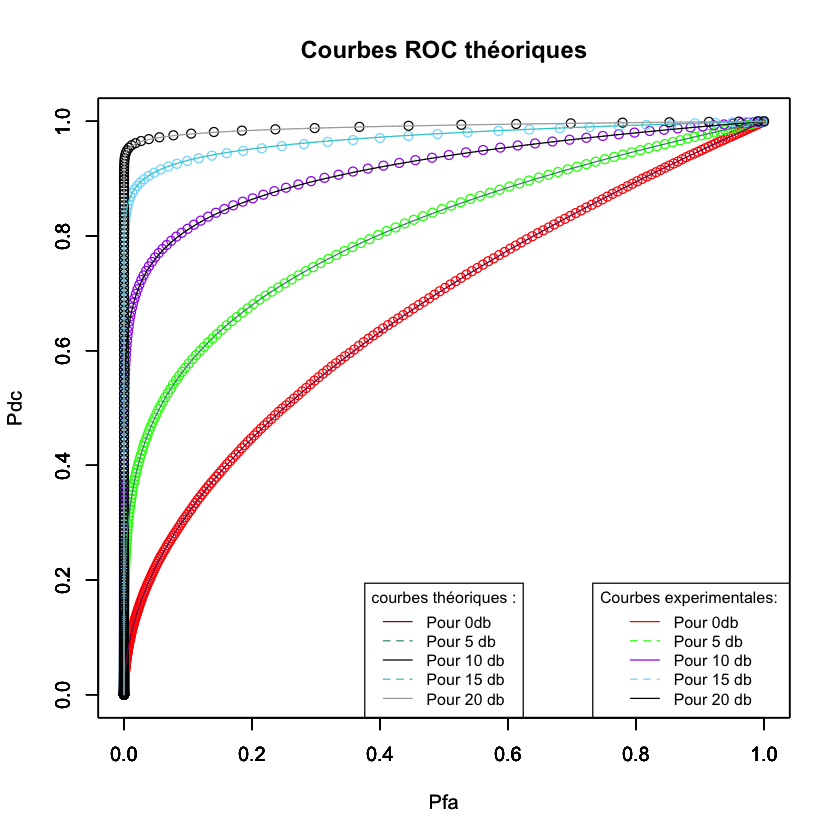 Courbes ROC théoriques
Pdc
1.0
0.8
0.6
0.4
0.2
0.0
courbes théoriques :
Pour 0db
Pour 5 db
Pour 10 db
Pour 15 db
Pour 20 db
Courbes experimentales:
Pour 0db
Pour 5 db
Pour 10 db
Pour 15 db
Pour 20 db
0.0 0.2 0.4 0.6 0.8 1.0
Pfa